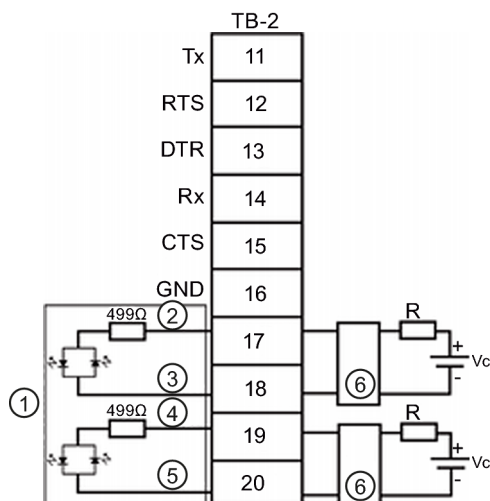 TB-2
Tx 11
RTS 12
DTR 13
Rx 14
CTS 15
GND 16
499Ω 2 17 R
+
Vc
-
1
3 18 6
499Ω 4 19 R
+
Vc
-
5 20 6